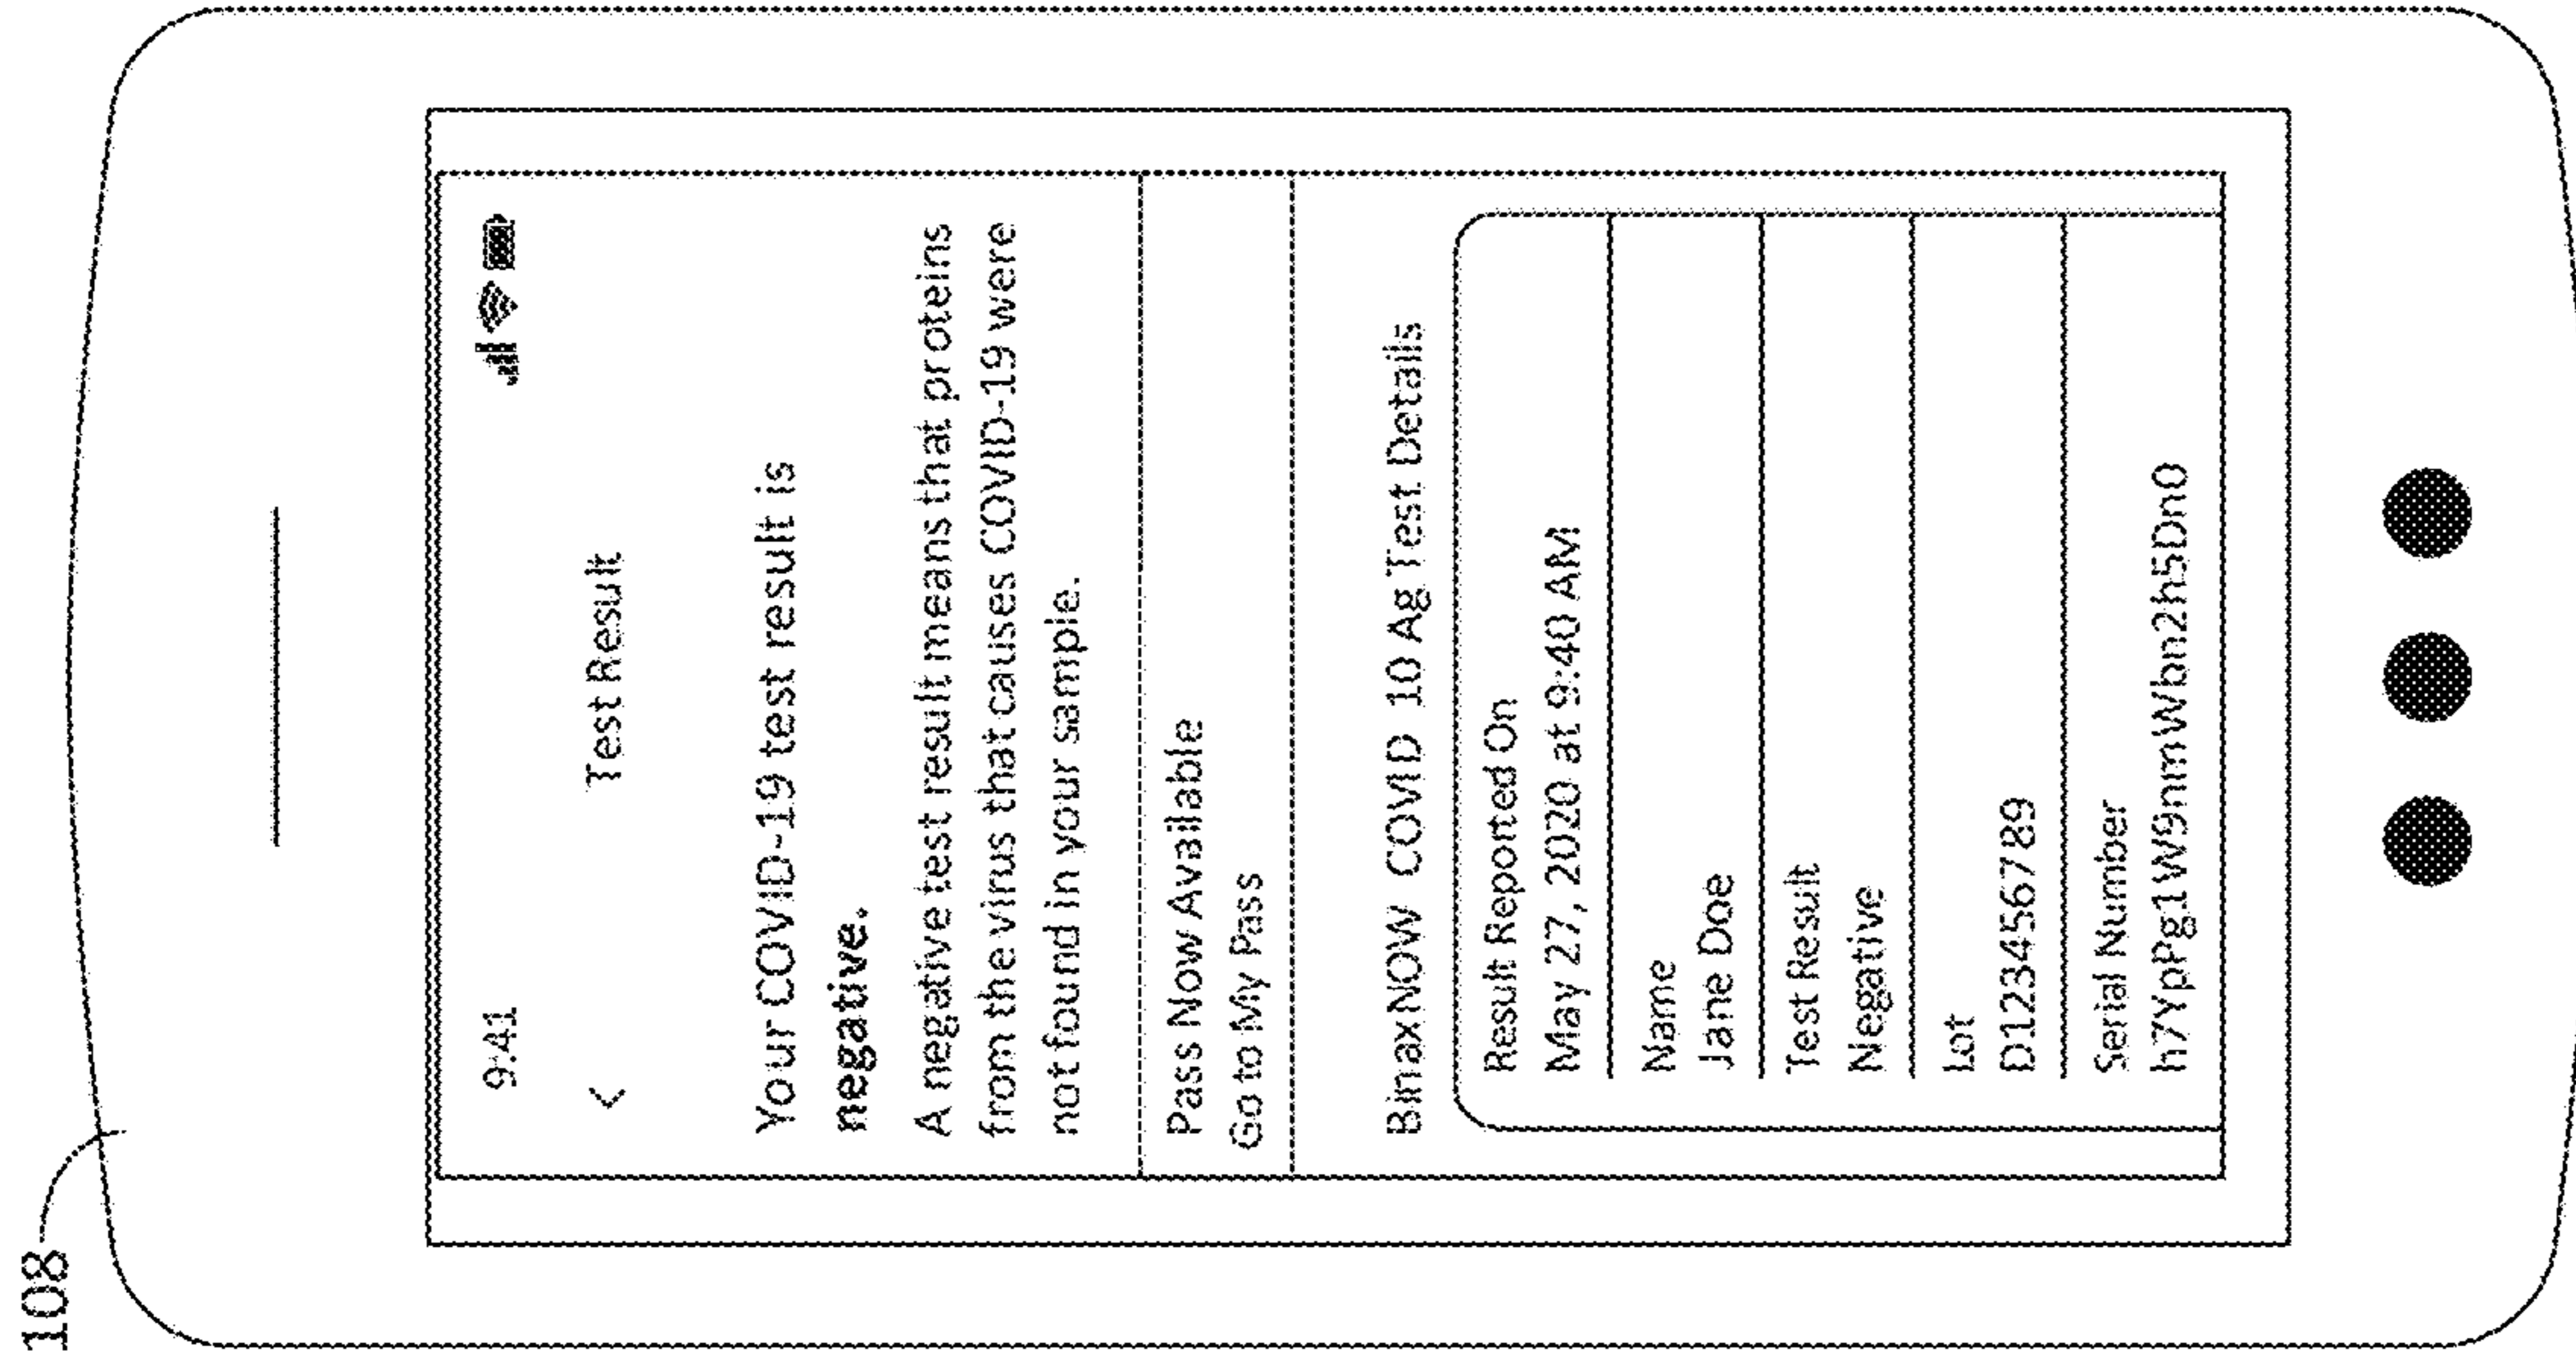 108
9:41
< Test Result
Your COVID-19 test result is
negative.
A negative test result means that proteins
from the virus that causes COVID-19 were
not found in your sample.
Pass Now Available
Go to My Pass
BinaxNOW COVID 10 Ag Test Details
Result Reported On
May 27, 2020 at 9:40 AM
Name
Jane Doe
Test Result
Negative
Lot
D123456789
Serial Number
h7YpPg1W9nmWbn2h5Dn0